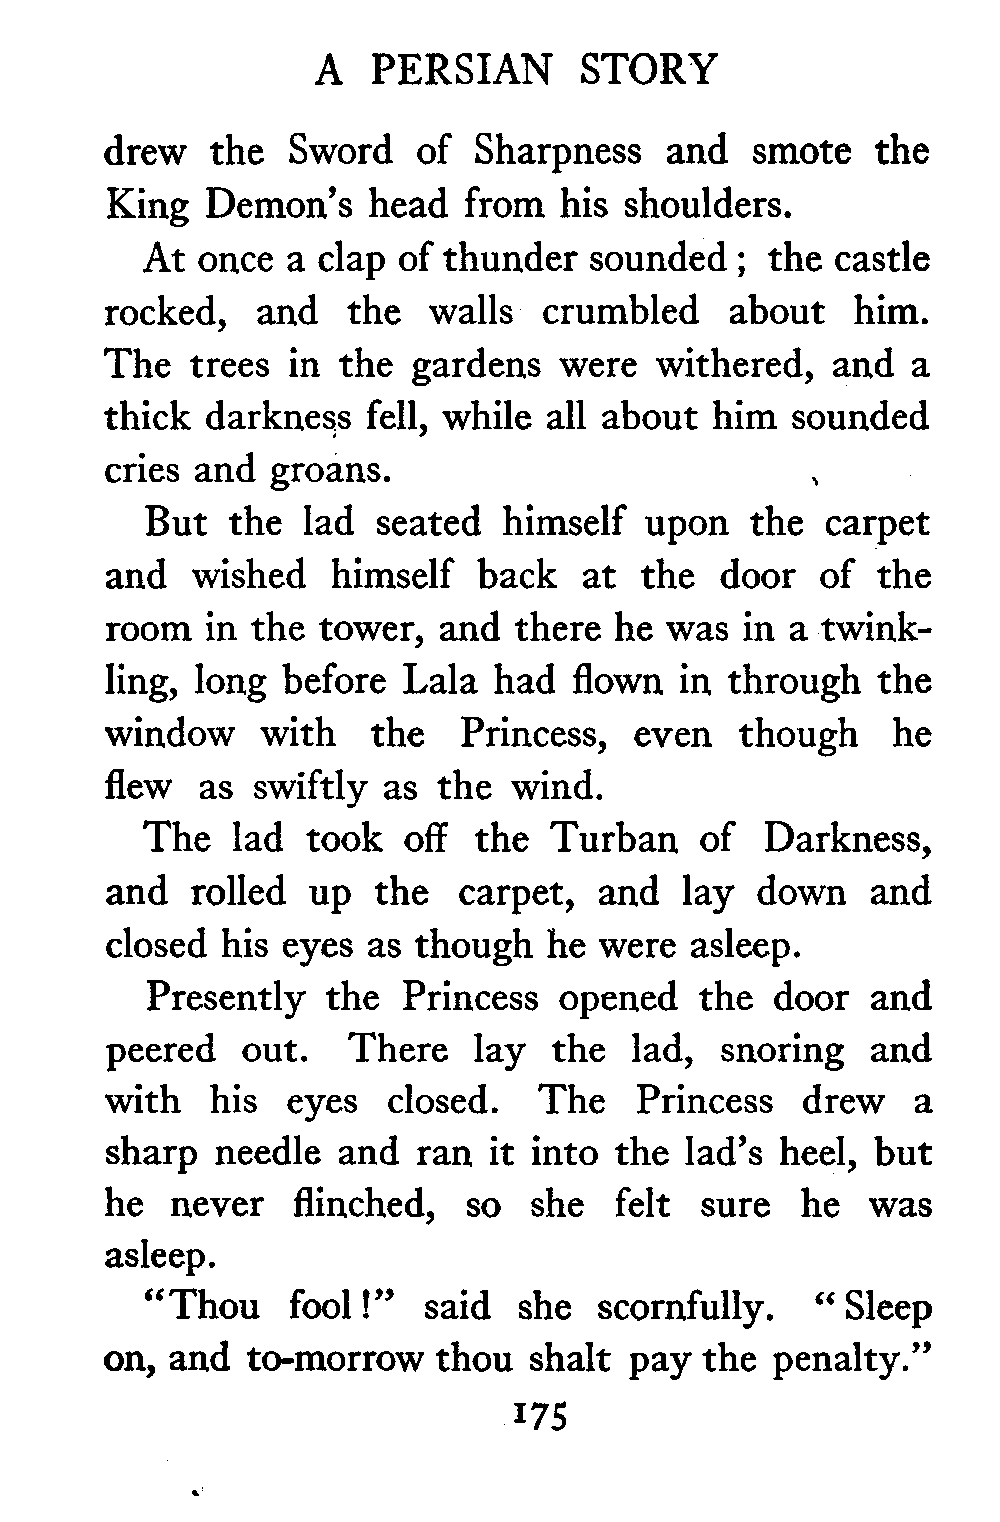 A PERSIAN STORY
drew the Sword of Sharpness and smote the
King Demon's head from his shoulders.
At once a clap of thunder sounded ; the castle
rocked, and the walls crumbled about him.
The trees in the gardens were withered, and a
thick darkness fell, while all about him sounded
cries and groans.
But the lad seated himself upon the carpet
and wished himself back at the door of the
room in the tower, and there he was in a twink-
ling, long before Lala had flown in through the
window with the Princess, even though he
flew as swiftly as the wind.
The lad took off the Turban of Darkness,
and rolled up the carpet, and lay down and
closed his eyes as though he were asleep.
Presently the Princess opened the door and
peered out. There lay the lad, snoring and
with his eyes closed. The Princess drew a
sharp needle and ran it into the lad's heel, but
he never flinched, so she felt sure he was
asleep.
“Thou fool !” said she scornfully. “ Sleep
on, and to-morrow thou shalt pay the penalty.”
175